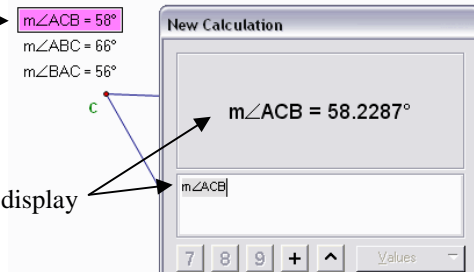 m∠ACB = 58°
m∠ABC = 66°
m∠BAC = 56°
C
New Calculation
m∠ACB = 58.2287°
display
m∠ACB
7 8 9 + ^ Values